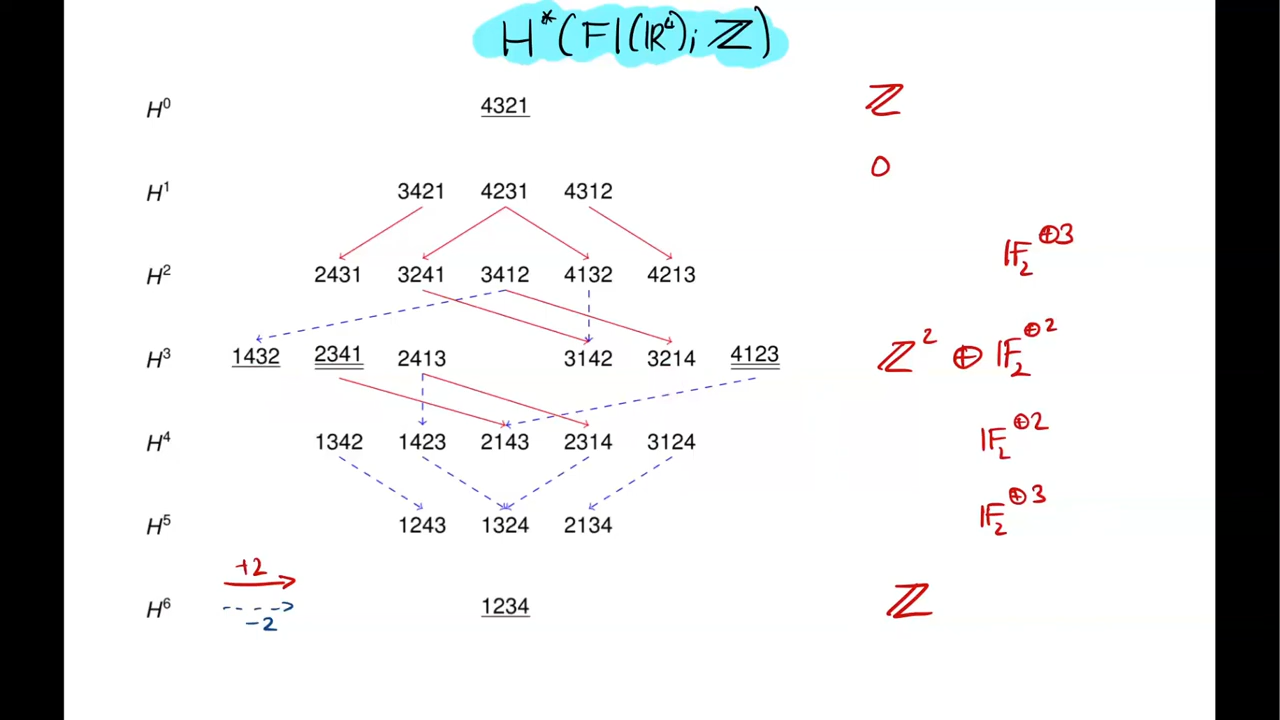 H*(Fl(ℝ⁴); ℤ)
H⁰ 4321 ℤ
0
H¹ 3421 4231 4312
𝔽₂^⊕3
H² 2431 3241 3412 4132 4213
H³ 1432 2341 2413 3142 3214 4123 ℤ² ⊕ 𝔽₂^⊕2
H⁴ 1342 1423 2143 2314 3124 𝔽₂^⊕2
H⁵ 1243 1324 2134 𝔽₂^⊕3
+2
H⁶ 1234 ℤ
-2